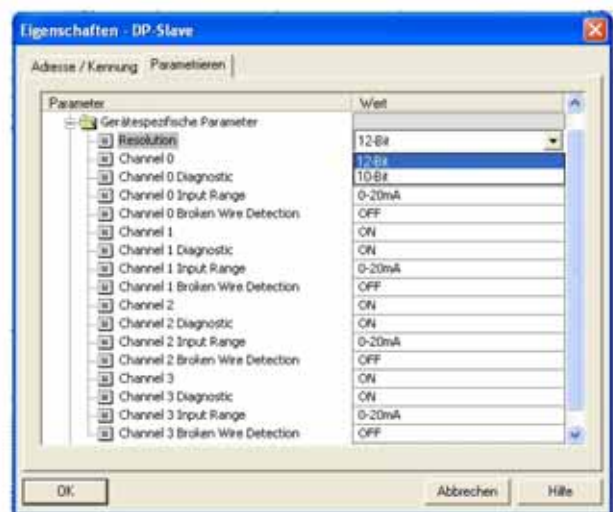 Eigenschaften - DP-Slave
Adresse / Kennung Parametrieren
Parameter Wert
Gerätespezifische Parameter
Resolution 12-Bit
Channel 0 12-Bit
Channel 0 Diagnostic 10-Bit
Channel 0 Input Range 0-20mA
Channel 0 Broken Wire Detection OFF
Channel 1 ON
Channel 1 Diagnostic ON
Channel 1 Input Range 0-20mA
Channel 1 Broken Wire Detection OFF
Channel 2 ON
Channel 2 Diagnostic ON
Channel 2 Input Range 0-20mA
Channel 2 Broken Wire Detection OFF
Channel 3 ON
Channel 3 Diagnostic ON
Channel 3 Input Range 0-20mA
Channel 3 Broken Wire Detection OFF
OK Abbrechen Hilfe